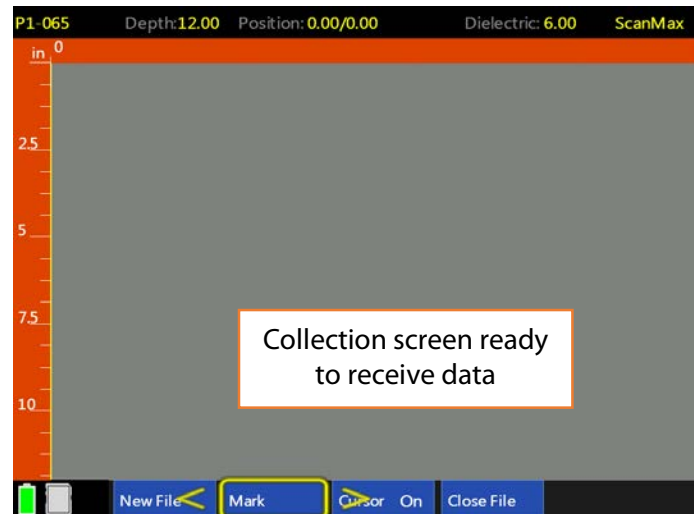 P1-065 Depth:12.00 Position: 0.00/0.00 Dielectric: 6.00 ScanMax
in 0
2.5
5
7.5
Collection screen ready
to receive data
10
New File < Mark > Cursor On Close File